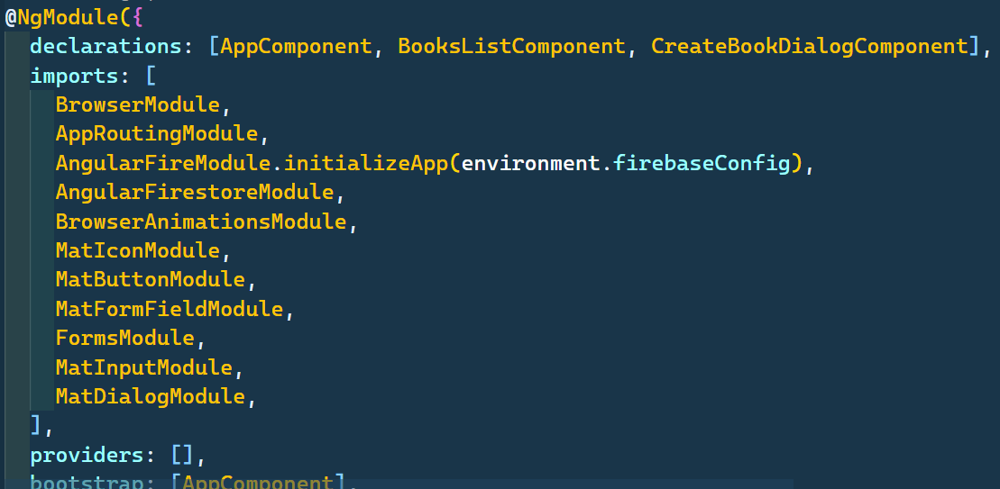 @NgModule({
declarations: [AppComponent, BooksListComponent, CreateBookDialogComponent],
imports: [
BrowserModule,
AppRoutingModule,
AngularFireModule.initializeApp(environment.firebaseConfig),
AngularFirestoreModule,
BrowserAnimationsModule,
MatIconModule,
MatButtonModule,
MatFormFieldModule,
FormsModule,
MatInputModule,
MatDialogModule,
],
providers: [],
bootstrap: [AppComponent],